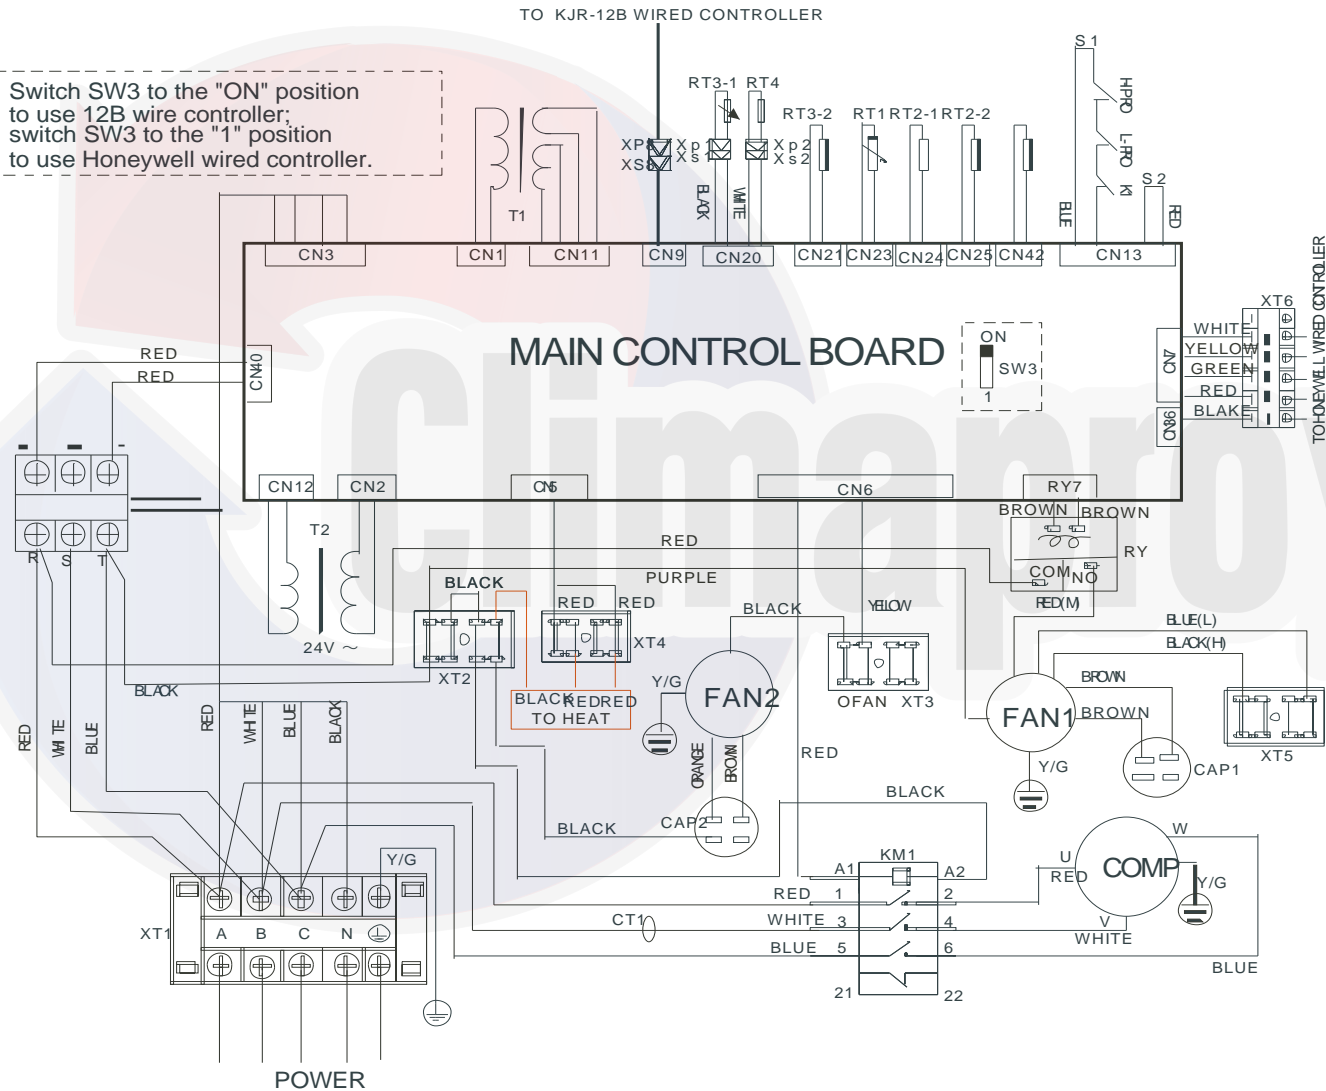 TO KJR-12B WIRED CONTROLLER
Switch SW3 to the "ON" position
to use 12B wire controller;
switch SW3 to the "1" position
to use Honeywell wired controller.
S1
RT3-1 RT4
HPRO
L-RO
K1
RT3-2
RT1 RT2-1 RT2-2
XP8 Xp1 Xp2
XS8 Xs1 Xs2
T1
BLACK
WHITE
BLUE
S2
RED
CN3
CN1
CN11
CN9
CN20
CN21
CN23
CN24
CN25
CN42
CN13
TO HONEYWELL WIRED CONTROLLER
XT6
MAIN CONTROL BOARD
ON
SW3
1
CN7
CN36
WHITE
YELLOW
GREEN
RED
BLAKE
RED
RED
CN40
CN12
CN2
CN5
CN6
RY7
BROWN BROWN
RY
COM NO
RED(M)
T2
24V ~
R S T
RED
PURPLE
BLACK
RED RED
XT4
XT2
BLACK
YELLOW
BLUE(L)
BLACK(H)
BLACK
BLACK RED RED
TO HEAT
Y/G
FAN2
OFAN XT3
FAN1
BROWN
BROWN
XT5
CAP1
Y/G
RED
WHITE
BLUE
RED
WHITE
BLUE
BLACK
ORANGE
BROWN
RED
BLACK
CAP2
BLACK
KM1
A1 A2
RED 1 2
CT1 WHITE 3 4
BLUE 5 6
21 22
U
RED
COMP
W
Y/G
V
WHITE
BLUE
Y/G
XT1 A B C N
POWER
Climapro